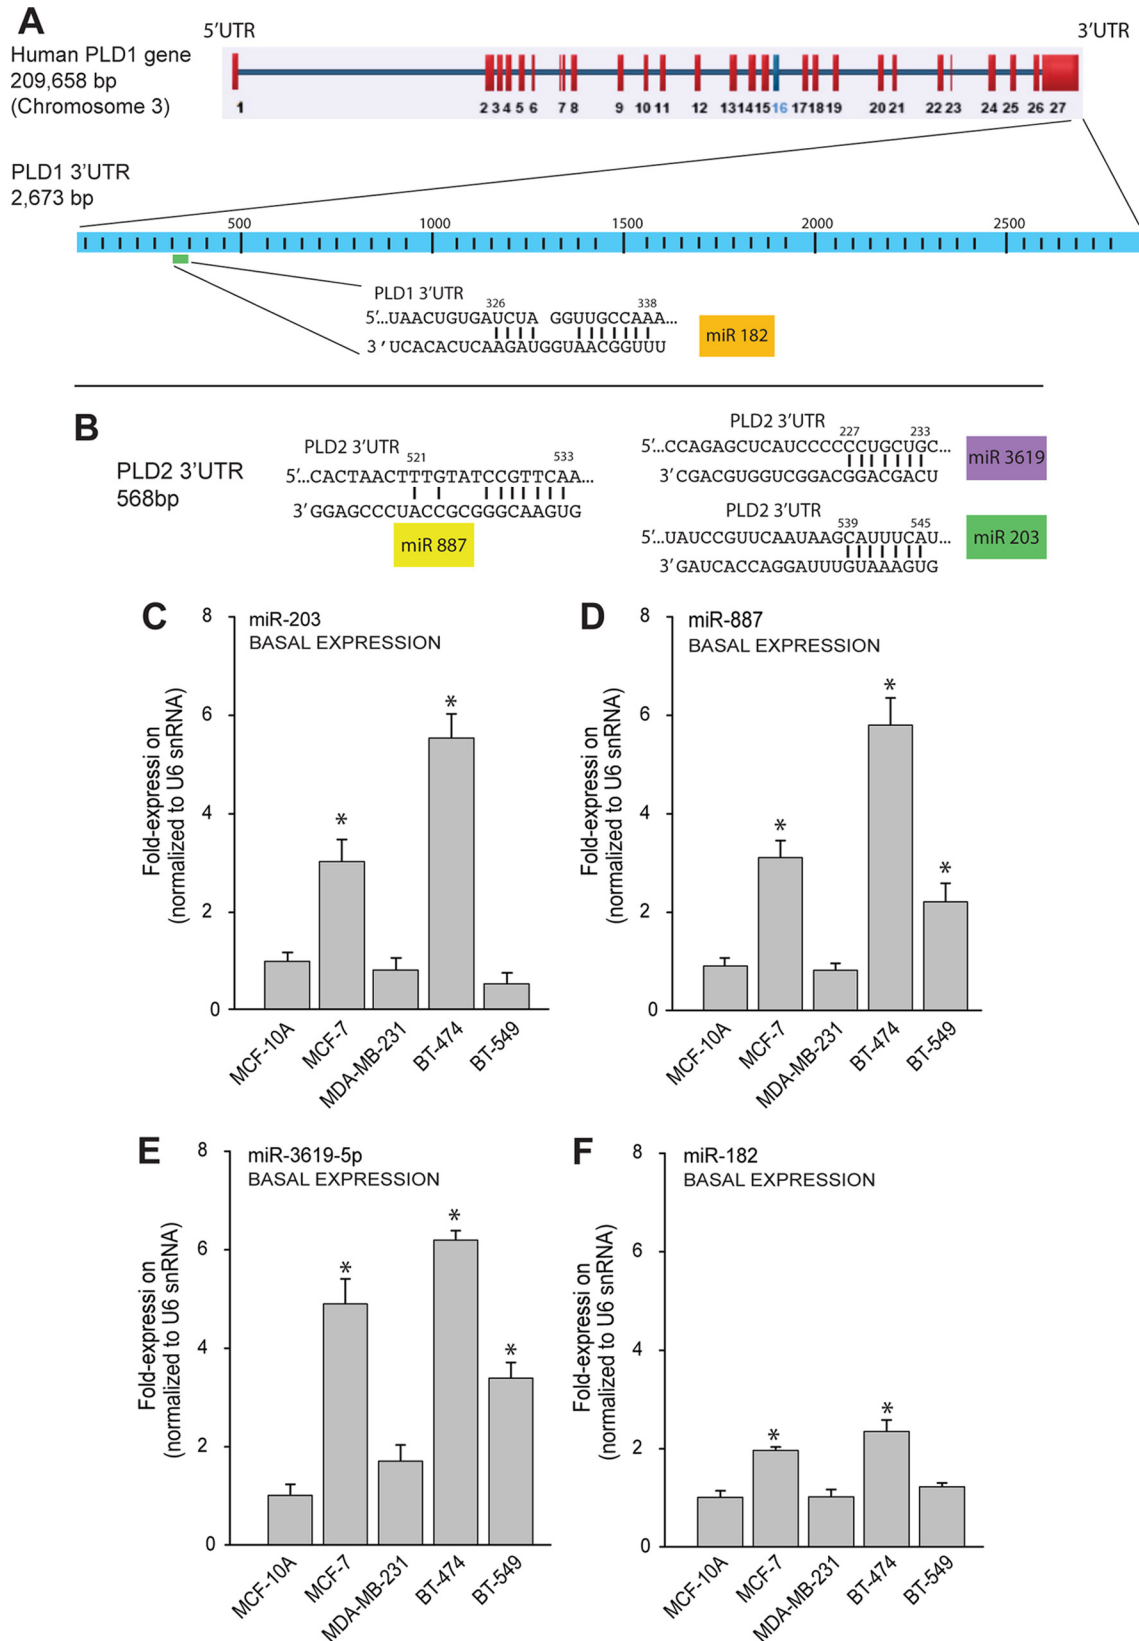 A
5'UTR
3'UTR
Human PLD1 gene
209,658 bp
(Chromosome 3)
1 2 3 4 5 6 7 8 9 10 11 12 13 14 15 16 17 18 19 20 21 22 23 24 25 26 27
PLD1 3'UTR
2,673 bp
500 1000 1500 2000 2500
PLD1 3'UTR
326 338
5'...UAACUGUGAUCUA GGUUGCCAAA...
3'UCACACUCAAGAUGGUAACGGUUU
miR 182
B
PLD2 3'UTR
568bp
PLD2 3'UTR
521 533
5'...CACTAACTTTGTATCCGTTCAA...
3'GGAGCCCUACCGCGGGCAAGUG
miR 887
PLD2 3'UTR
227 233
5'...CCAGAGCUCAUCCCCCCUGCUGC...
3'CGACGUGGUCGGACGGACGACU
miR 3619
PLD2 3'UTR
539 545
5'...UAUCCGUUCAAUAAGCAUUUCAU...
3'GAUCACCAGGAUUUGUAAAGUG
miR 203
C
miR-203
BASAL EXPRESSION
Fold-expressi on
(normalized to U6 snRNA)
8
6
4
2
0
*
*
MCF-10A
MCF-7
MDA-MB-231
BT-474
BT-549
D
miR-887
BASAL EXPRESSION
Fold-expressi on
(normalized to U6 snRNA)
8
6
4
2
0
*
*
*
MCF-10A
MCF-7
MDA-MB-231
BT-474
BT-549
E
miR-3619-5p
BASAL EXPRESSION
Fold-expressi on
(normalized to U6 snRNA)
8
6
4
2
0
*
*
*
MCF-10A
MCF-7
MDA-MB-231
BT-474
BT-549
F
miR-182
BASAL EXPRESSION
Fold-expressi on
(normalized to U6 snRNA)
8
6
4
2
0
*
*
MCF-10A
MCF-7
MDA-MB-231
BT-474
BT-549